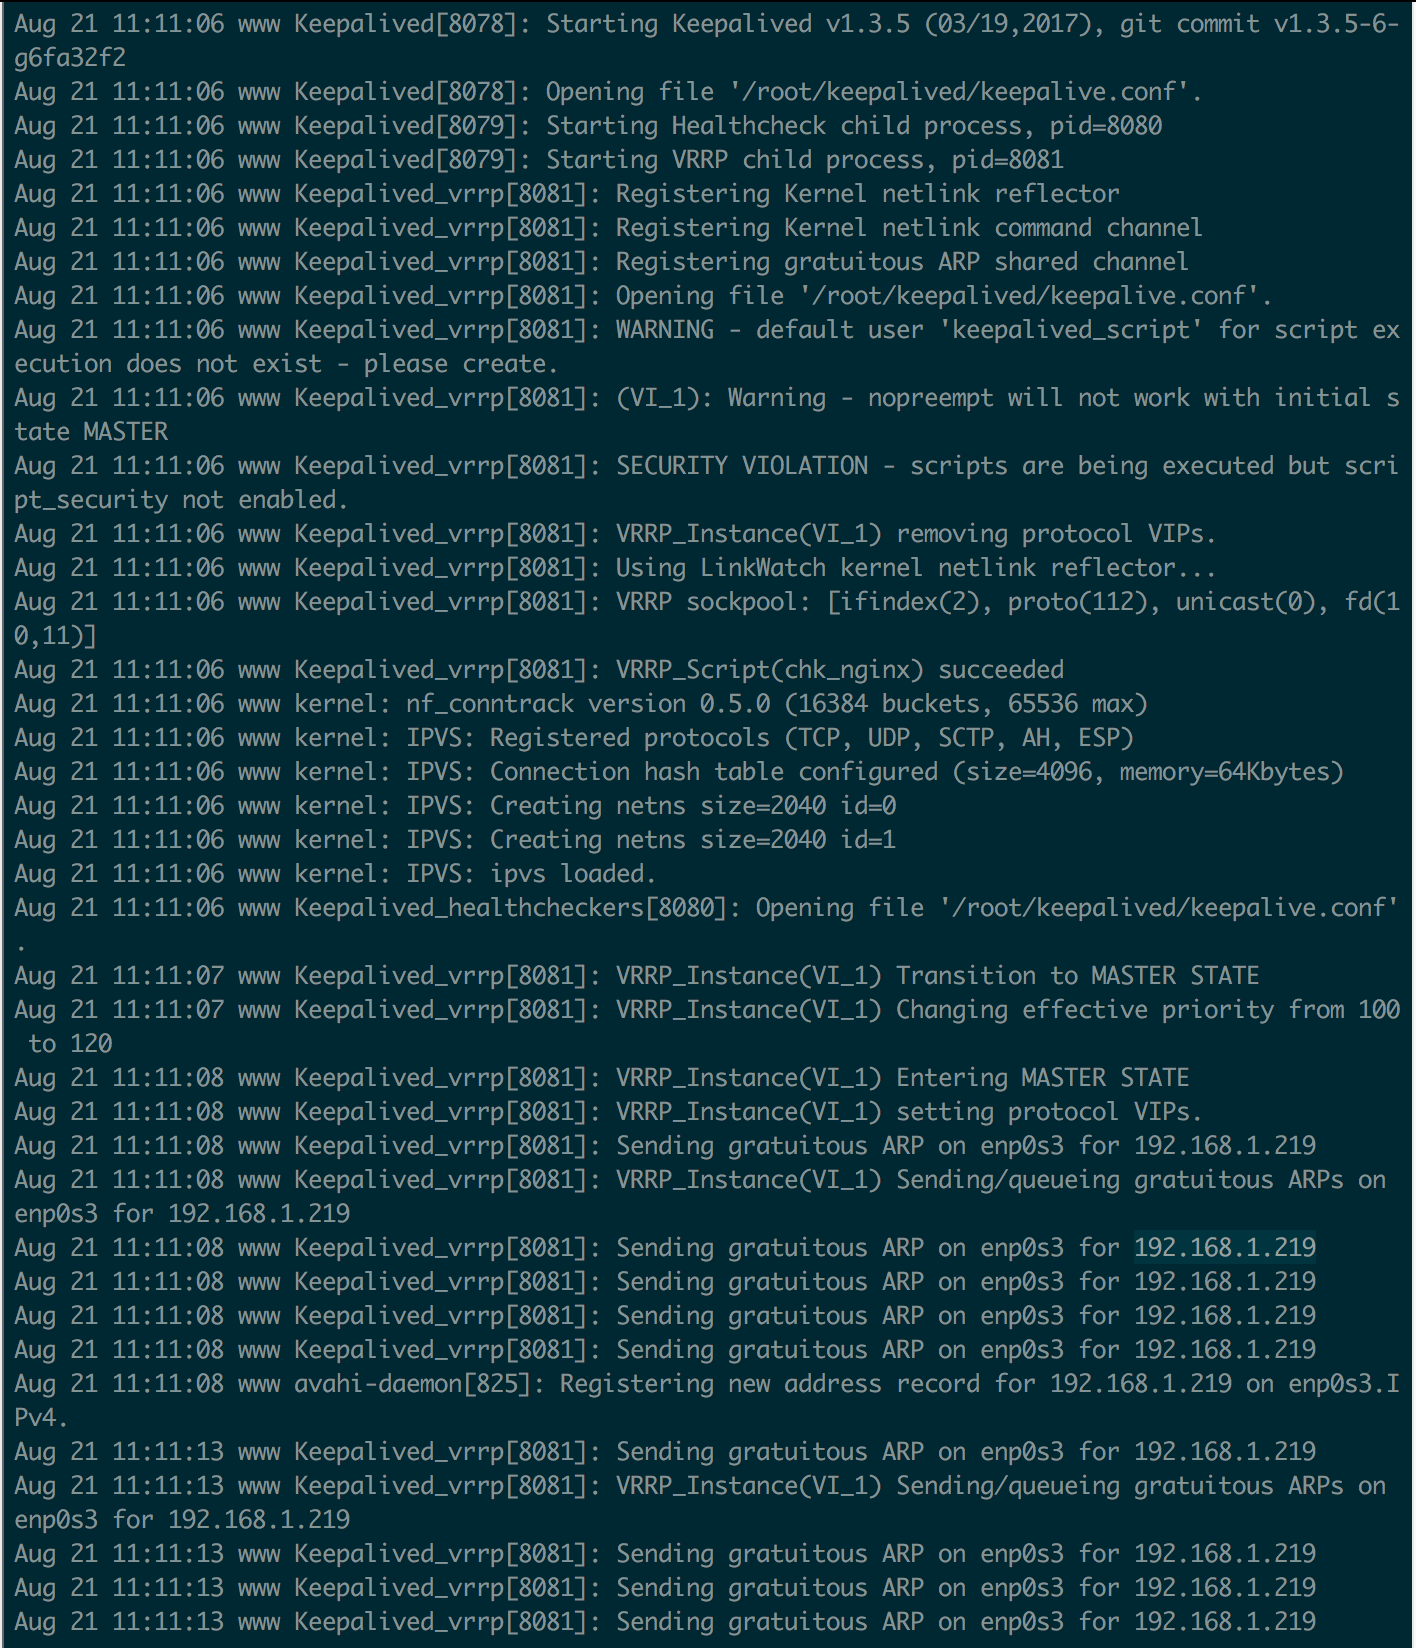 Aug 21 11:11:06 www Keepalived[8078]: Starting Keepalived v1.3.5 (03/19,2017), git commit v1.3.5-6-
g6fa32f2
Aug 21 11:11:06 www Keepalived[8078]: Opening file '/root/keepalived/keepalive.conf'.
Aug 21 11:11:06 www Keepalived[8079]: Starting Healthcheck child process, pid=8080
Aug 21 11:11:06 www Keepalived[8079]: Starting VRRP child process, pid=8081
Aug 21 11:11:06 www Keepalived_vrrp[8081]: Registering Kernel netlink reflector
Aug 21 11:11:06 www Keepalived_vrrp[8081]: Registering Kernel netlink command channel
Aug 21 11:11:06 www Keepalived_vrrp[8081]: Registering gratuitous ARP shared channel
Aug 21 11:11:06 www Keepalived_vrrp[8081]: Opening file '/root/keepalived/keepalive.conf'.
Aug 21 11:11:06 www Keepalived_vrrp[8081]: WARNING - default user 'keepalived_script' for script ex
ecution does not exist - please create.
Aug 21 11:11:06 www Keepalived_vrrp[8081]: (VI_1): Warning - nopreempt will not work with initial s
tate MASTER
Aug 21 11:11:06 www Keepalived_vrrp[8081]: SECURITY VIOLATION - scripts are being executed but scri
pt_security not enabled.
Aug 21 11:11:06 www Keepalived_vrrp[8081]: VRRP_Instance(VI_1) removing protocol VIPs.
Aug 21 11:11:06 www Keepalived_vrrp[8081]: Using LinkWatch kernel netlink reflector...
Aug 21 11:11:06 www Keepalived_vrrp[8081]: VRRP sockpool: [ifindex(2), proto(112), unicast(0), fd(1
0,11)]
Aug 21 11:11:06 www Keepalived_vrrp[8081]: VRRP_Script(chk_nginx) succeeded
Aug 21 11:11:06 www kernel: nf_conntrack version 0.5.0 (16384 buckets, 65536 max)
Aug 21 11:11:06 www kernel: IPVS: Registered protocols (TCP, UDP, SCTP, AH, ESP)
Aug 21 11:11:06 www kernel: IPVS: Connection hash table configured (size=4096, memory=64Kbytes)
Aug 21 11:11:06 www kernel: IPVS: Creating netns size=2040 id=0
Aug 21 11:11:06 www kernel: IPVS: Creating netns size=2040 id=1
Aug 21 11:11:06 www kernel: IPVS: ipvs loaded.
Aug 21 11:11:06 www Keepalived_healthcheckers[8080]: Opening file '/root/keepalived/keepalive.conf'
.
Aug 21 11:11:07 www Keepalived_vrrp[8081]: VRRP_Instance(VI_1) Transition to MASTER STATE
Aug 21 11:11:07 www Keepalived_vrrp[8081]: VRRP_Instance(VI_1) Changing effective priority from 100
 to 120
Aug 21 11:11:08 www Keepalived_vrrp[8081]: VRRP_Instance(VI_1) Entering MASTER STATE
Aug 21 11:11:08 www Keepalived_vrrp[8081]: VRRP_Instance(VI_1) setting protocol VIPs.
Aug 21 11:11:08 www Keepalived_vrrp[8081]: Sending gratuitous ARP on enp0s3 for 192.168.1.219
Aug 21 11:11:08 www Keepalived_vrrp[8081]: VRRP_Instance(VI_1) Sending/queueing gratuitous ARPs on
enp0s3 for 192.168.1.219
Aug 21 11:11:08 www Keepalived_vrrp[8081]: Sending gratuitous ARP on enp0s3 for 192.168.1.219
Aug 21 11:11:08 www Keepalived_vrrp[8081]: Sending gratuitous ARP on enp0s3 for 192.168.1.219
Aug 21 11:11:08 www Keepalived_vrrp[8081]: Sending gratuitous ARP on enp0s3 for 192.168.1.219
Aug 21 11:11:08 www Keepalived_vrrp[8081]: Sending gratuitous ARP on enp0s3 for 192.168.1.219
Aug 21 11:11:08 www avahi-daemon[825]: Registering new address record for 192.168.1.219 on enp0s3.I
Pv4.
Aug 21 11:11:13 www Keepalived_vrrp[8081]: Sending gratuitous ARP on enp0s3 for 192.168.1.219
Aug 21 11:11:13 www Keepalived_vrrp[8081]: VRRP_Instance(VI_1) Sending/queueing gratuitous ARPs on
enp0s3 for 192.168.1.219
Aug 21 11:11:13 www Keepalived_vrrp[8081]: Sending gratuitous ARP on enp0s3 for 192.168.1.219
Aug 21 11:11:13 www Keepalived_vrrp[8081]: Sending gratuitous ARP on enp0s3 for 192.168.1.219
Aug 21 11:11:13 www Keepalived_vrrp[8081]: Sending gratuitous ARP on enp0s3 for 192.168.1.219